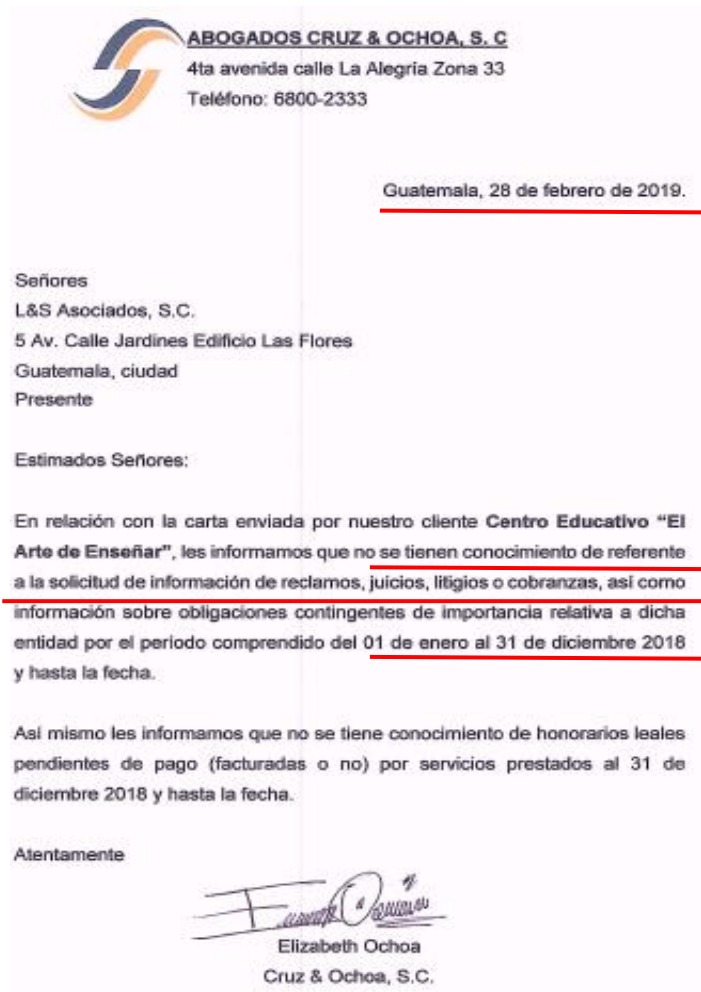 ABOGADOS CRUZ & OCHOA, S. C
4ta avenida calle La Alegría Zona 33
Teléfono: 6800-2333
Guatemala, 28 de febrero de 2019.
Señores
L&S Asociados, S.C.
5 Av. Calle Jardines Edificio Las Flores
Guatemala, ciudad
Presente
Estimados Señores:
En relación con la carta enviada por nuestro cliente Centro Educativo “El
Arte de Enseñar”, les informamos que no se tienen conocimiento de referente
a la solicitud de información de reclamos, juicios, litigios o cobranzas, así como
información sobre obligaciones contingentes de importancia relativa a dicha
entidad por el periodo comprendido del 01 de enero al 31 de diciembre 2018
y hasta la fecha.
Así mismo les informamos que no se tiene conocimiento de honorarios leales
pendientes de pago (facturadas o no) por servicios prestados al 31 de
diciembre 2018 y hasta la fecha.
Atentamente
Elizabeth Ochoa
Cruz & Ochoa, S.C.